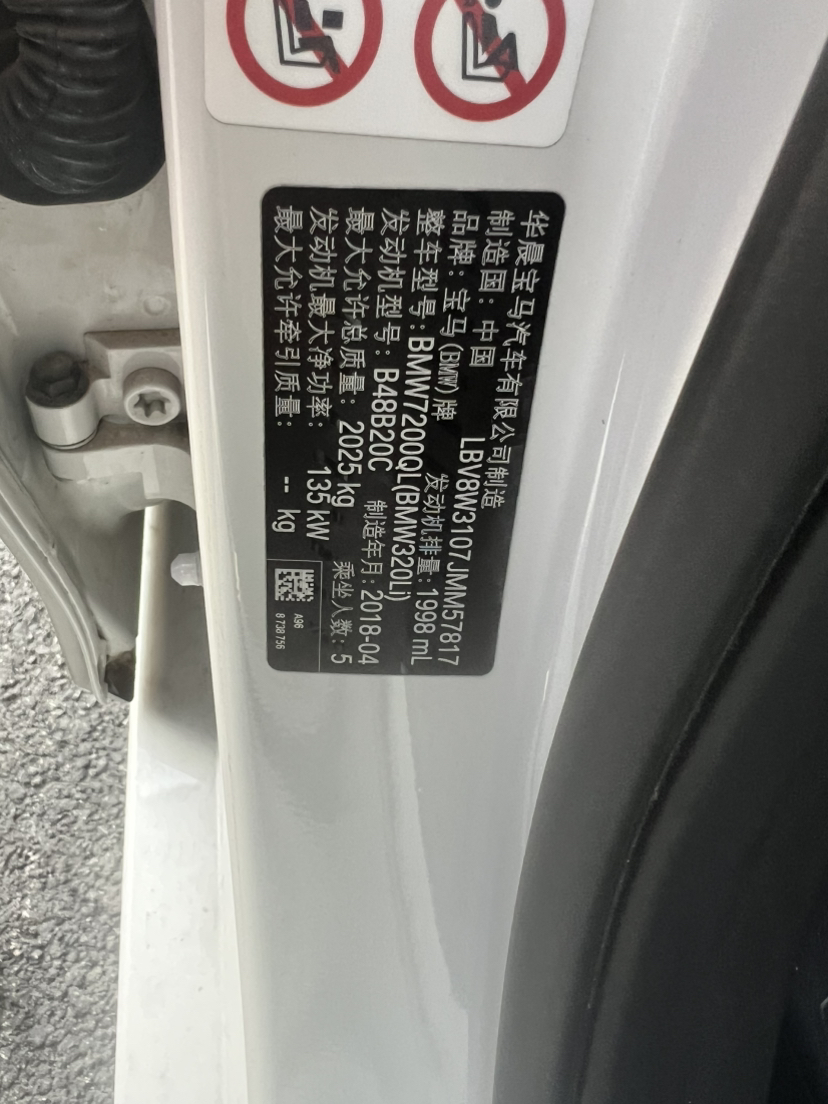 华晨宝马汽车有限公司制造
制造国：中国 LBV8W3107JMM57817
品牌：宝马(BMW)牌 发动机排量：1998 mL
整车型号：BMW7200QL(BMW320Li)
发动机型号：B48B20C 制造年月：2018-04
最大允许总质量：2025 kg 乘坐人数：5
发动机最大净功率：135 kW
最大允许牵引质量：-- kg
A96
8 738 756